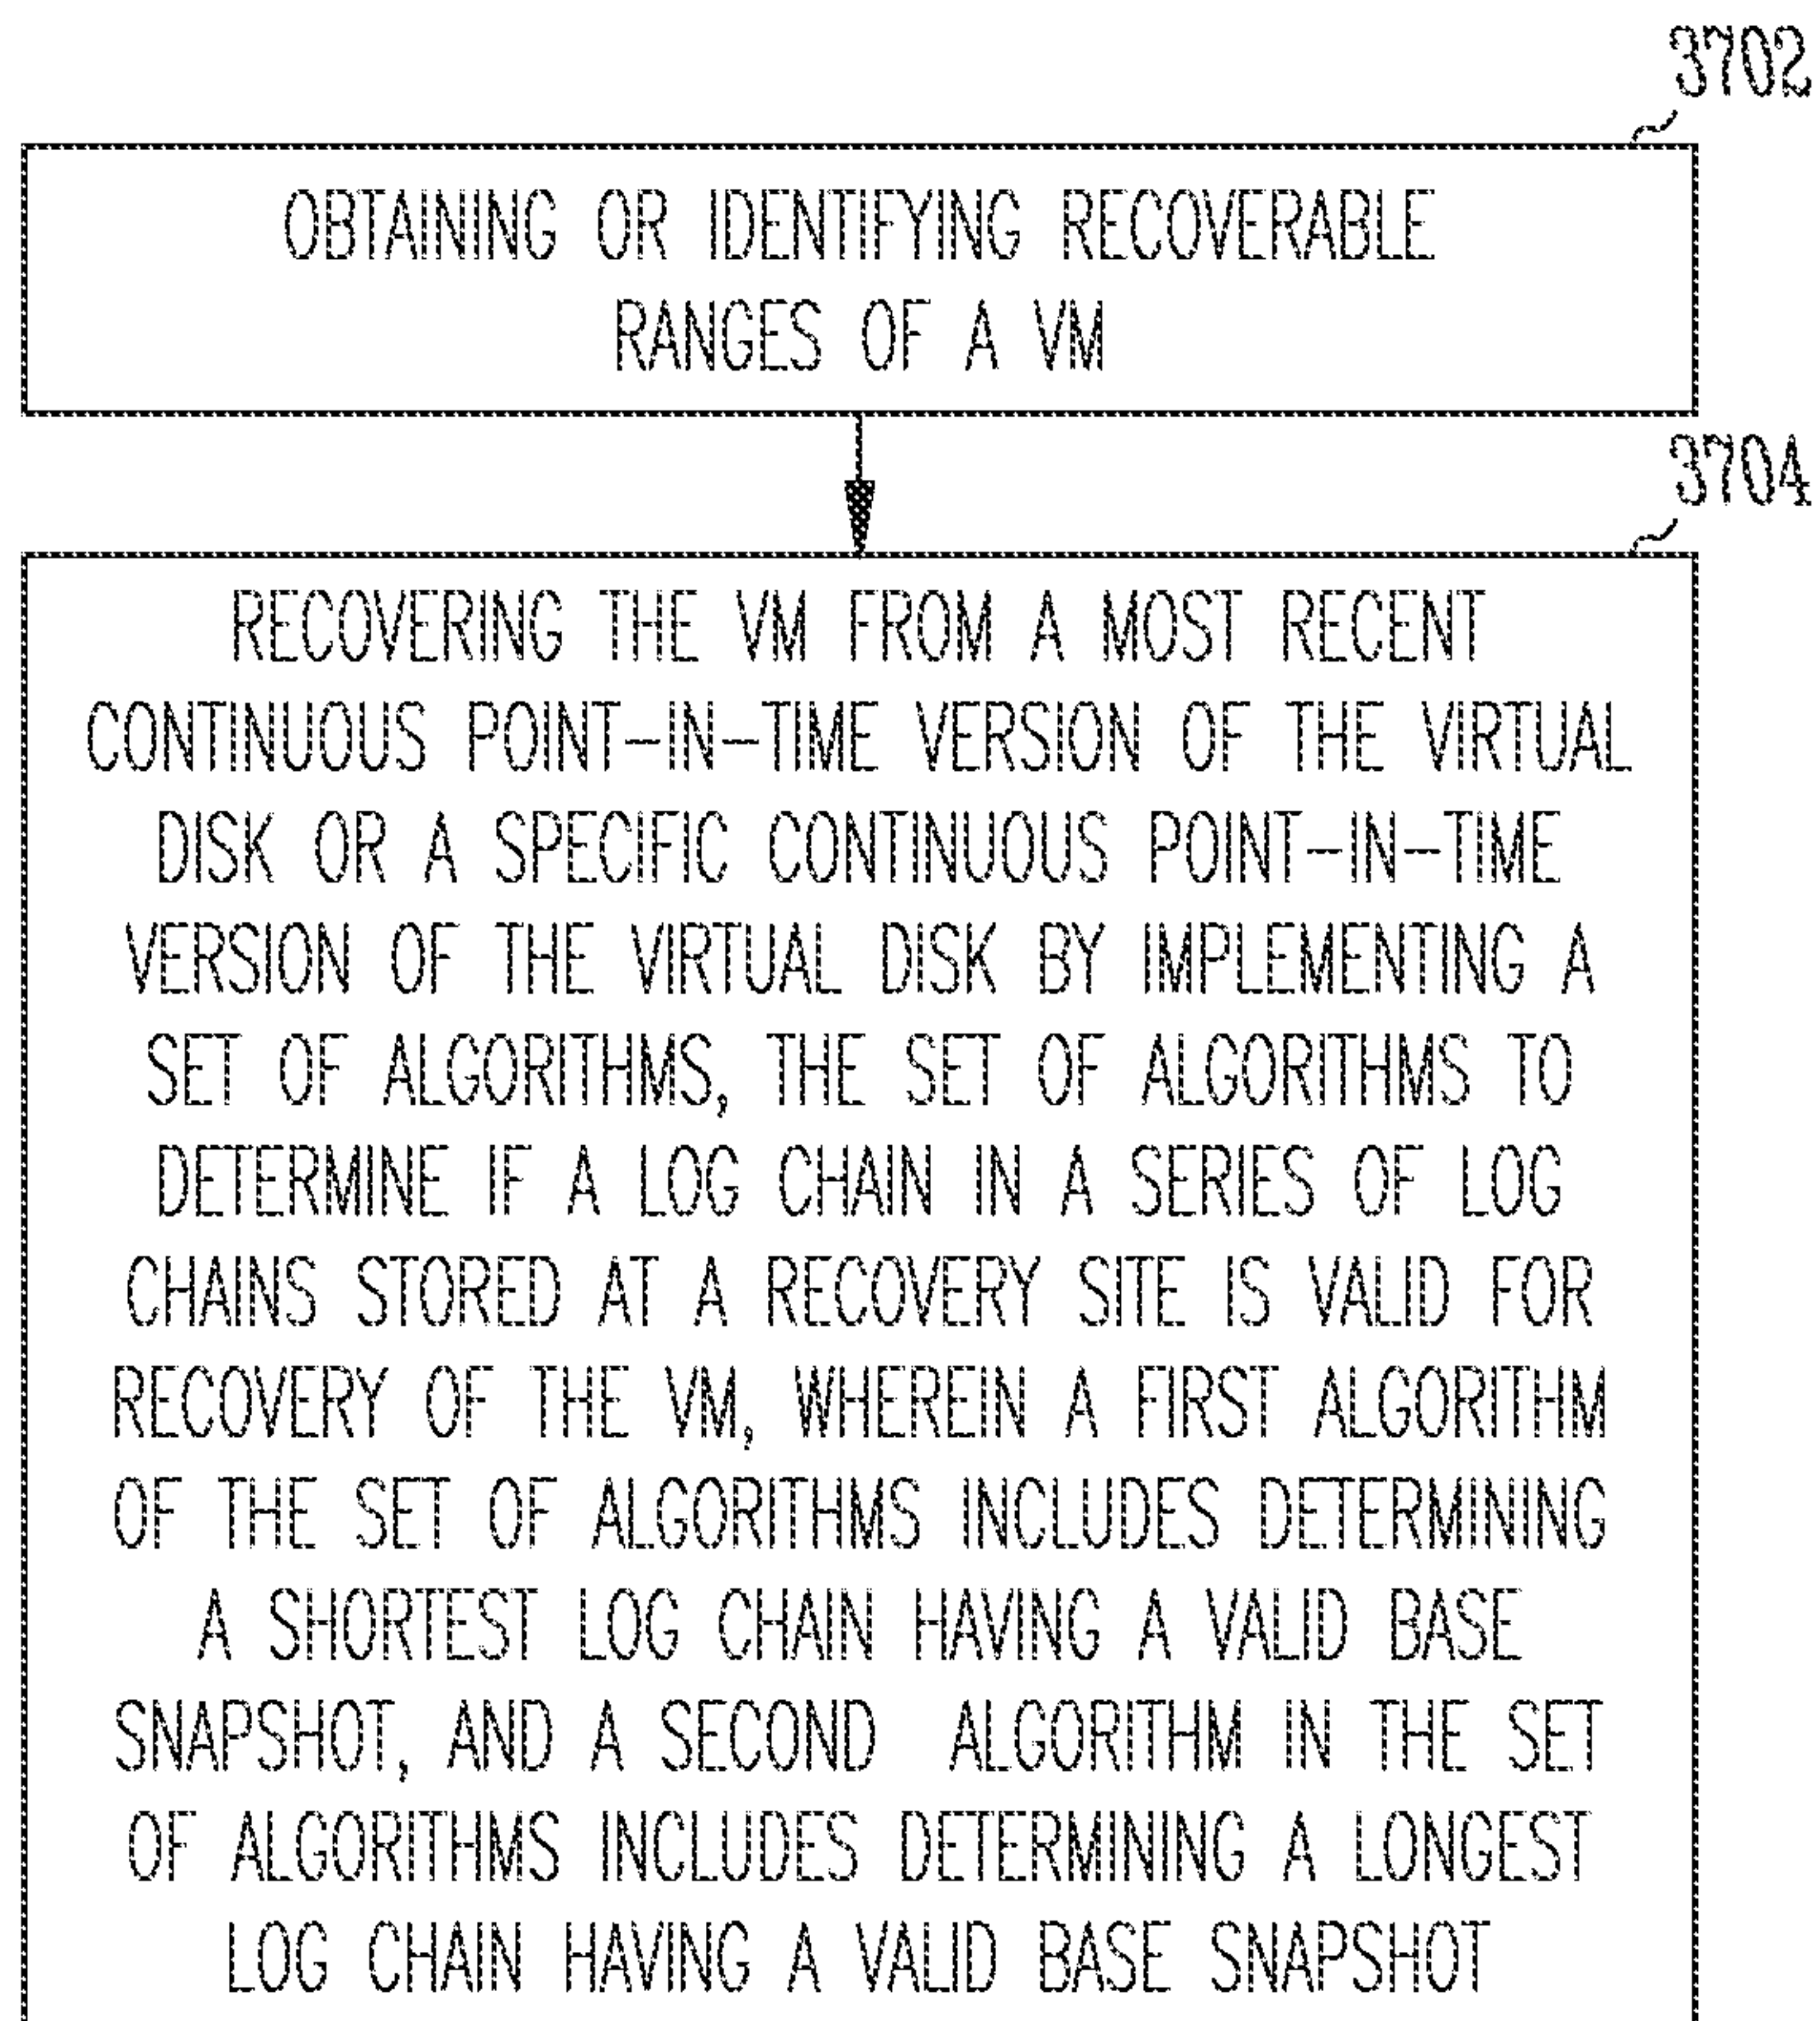 3702
OBTAINING OR IDENTIFYING RECOVERABLE
RANGES OF A VM
3704
RECOVERING THE VM FROM A MOST RECENT
CONTINUOUS POINT-IN-TIME VERSION OF THE VIRTUAL
DISK OR A SPECIFIC CONTINUOUS POINT-IN-TIME
VERSION OF THE VIRTUAL DISK BY IMPLEMENTING A
SET OF ALGORITHMS, THE SET OF ALGORITHMS TO
DETERMINE IF A LOG CHAIN IN A SERIES OF LOG
CHAINS STORED AT A RECOVERY SITE IS VALID FOR
RECOVERY OF THE VM, WHEREIN A FIRST ALGORITHM
OF THE SET OF ALGORITHMS INCLUDES DETERMINING
A SHORTEST LOG CHAIN HAVING A VALID BASE
SNAPSHOT, AND A SECOND ALGORITHM IN THE SET
OF ALGORITHMS INCLUDES DETERMINING A LONGEST
LOG CHAIN HAVING A VALID BASE SNAPSHOT